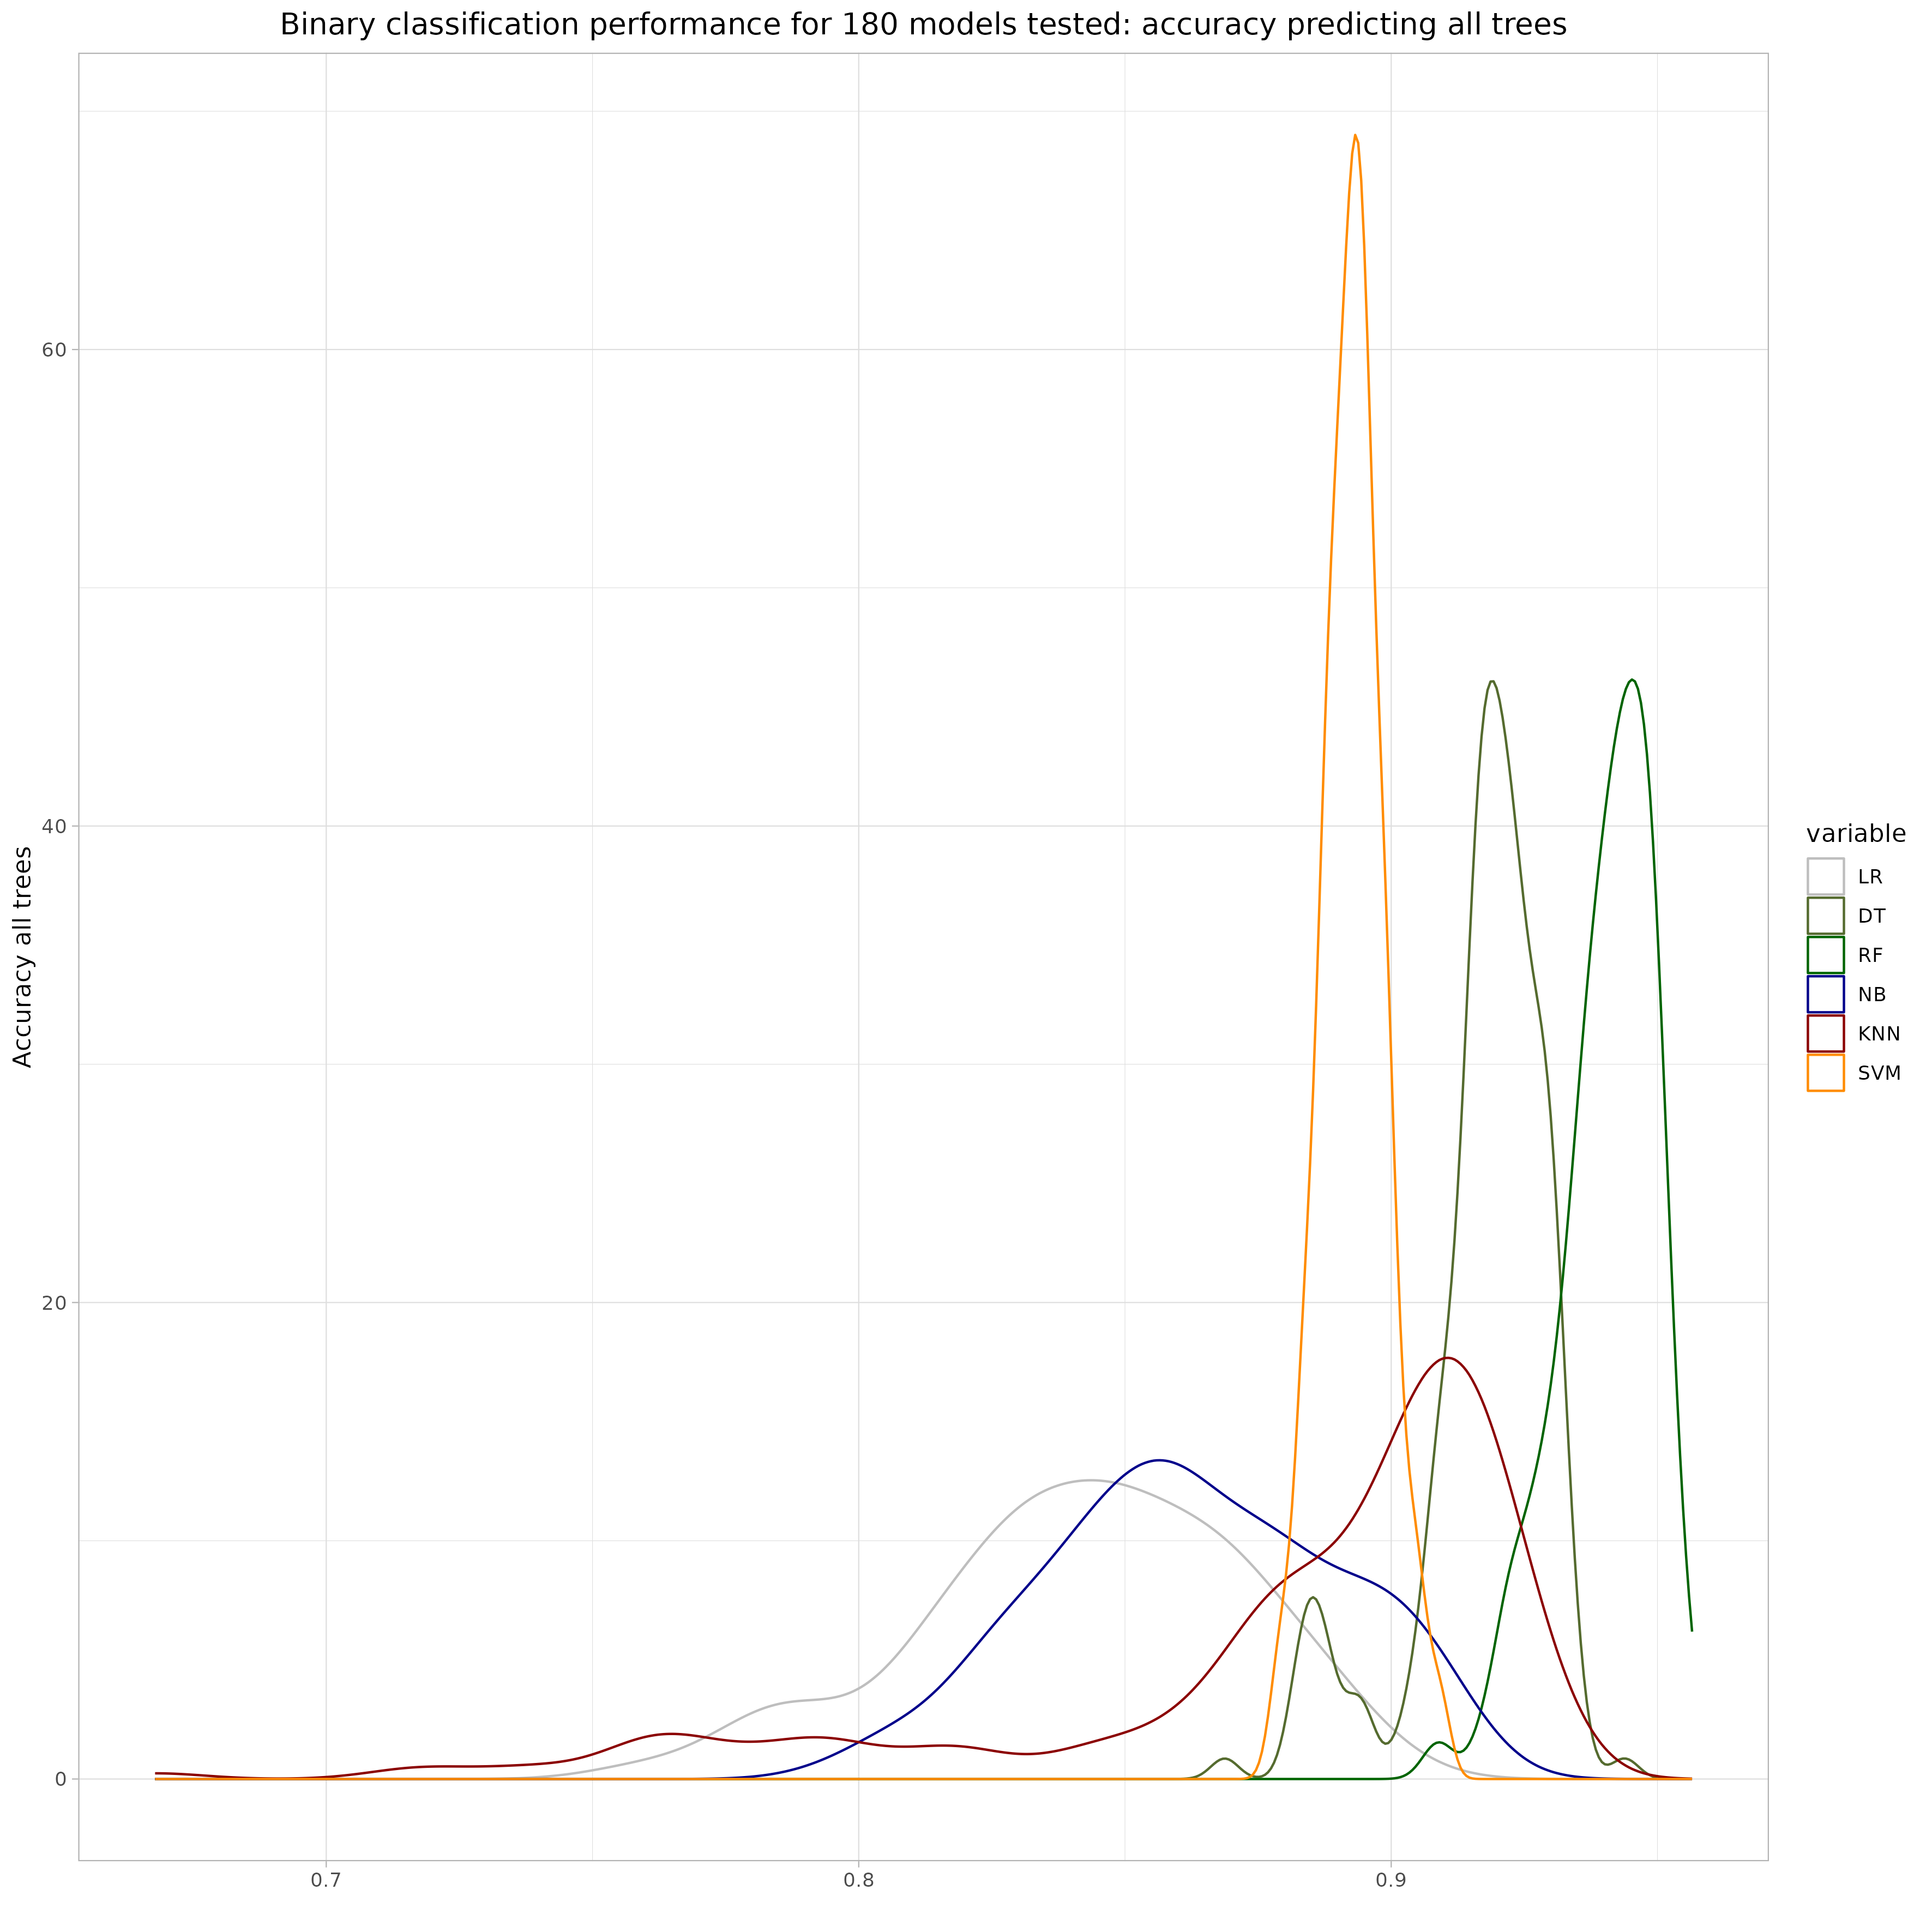 Binary classification performance for 180 models tested: accuracy predicting all trees
Accuracy all trees
60
40
20
0
0.7
0.8
0.9
variable
LR
DT
RF
NB
KNN
SVM